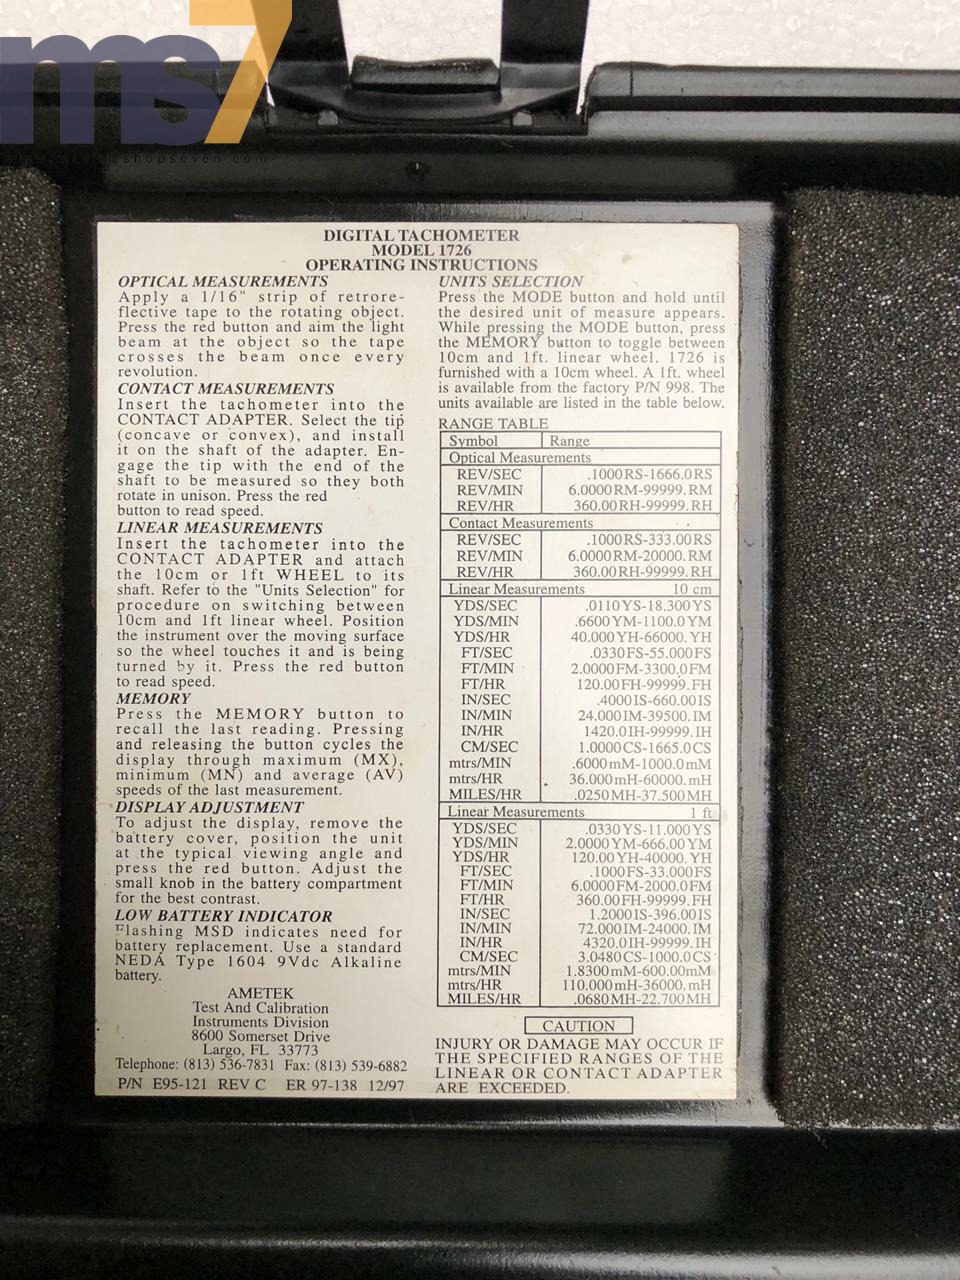 ms7
DIGITAL TACHOMETER
MODEL 1726
OPERATING INSTRUCTIONS
OPTICAL MEASUREMENTS
Apply a 1/16" strip of retrore-
flective tape to the rotating object.
Press the red button and aim the light
beam at the object so the tape
crosses the beam once every
revolution.
CONTACT MEASUREMENTS
Insert the tachometer into the
CONTACT ADAPTER. Select the tip
(concave or convex), and install
it on the shaft of the adapter. En-
gage the tip with the end of the
shaft to be measured so they both
rotate in unison. Press the red
button to read speed.
LINEAR MEASUREMENTS
Insert the tachometer into the
CONTACT ADAPTER and attach
the 10cm or 1ft WHEEL to its
shaft. Refer to the "Units Selection" for
procedure on switching between
10cm and 1ft linear wheel. Position
the instrument over the moving surface
so the wheel touches it and is being
turned by it. Press the red button
to read speed.
MEMORY
Press the MEMORY button to
recall the last reading. Pressing
and releasing the button cycles the
display through maximum (MX),
minimum (MN) and average (AV)
speeds of the last measurement.
DISPLAY ADJUSTMENT
To adjust the display, remove the
battery cover, position the unit
at the typical viewing angle and
press the red button. Adjust the
small knob in the battery compartment
for the best contrast.
LOW BATTERY INDICATOR
Flashing MSD indicates need for
battery replacement. Use a standard
NEDA Type 1604 9Vdc Alkaline
battery.
AMETEK
Test And Calibration
Instruments Division
8600 Somerset Drive
Largo, FL 33773
Telephone: (813) 536-7831 Fax: (813) 539-6882
P/N E95-121 REV C ER 97-138 12/97
UNITS SELECTION
Press the MODE button and hold until
the desired unit of measure appears.
While pressing the MODE button, press
the MEMORY button to toggle between
10cm and 1ft. linear wheel. 1726 is
furnished with a 10cm wheel. A 1ft. wheel
is available from the factory P/N 998. The
units available are listed in the table below.
RANGE TABLE
Symbol Range
Optical Measurements
REV/SEC .1000RS-1666.0RS
REV/MIN 6.0000RM-99999.RM
REV/HR 360.00RH-99999.RH
Contact Measurements
REV/SEC .1000RS-333.00RS
REV/MIN 6.0000RM-20000.RM
REV/HR 360.00RH-99999.RH
Linear Measurements 10 cm
YDS/SEC .0110YS-18.300YS
YDS/MIN .6600YM-1100.0YM
YDS/HR 40.000YH-66000.YH
FT/SEC .0330FS-55.000FS
FT/MIN 2.0000FM-3300.0FM
FT/HR 120.00FH-99999.FH
IN/SEC .4000IS-660.00IS
IN/MIN 24.000IM-39500.IM
IN/HR 1420.0IH-99999.IH
CM/SEC 1.0000CS-1665.0CS
mtrs/MIN .6000mM-1000.0mM
mtrs/HR 36.000mH-60000.mH
MILES/HR .0250MH-37.500MH
Linear Measurements 1 ft
YDS/SEC .0330YS-11.000YS
YDS/MIN 2.0000YM-666.00YM
YDS/HR 120.00YH-40000.YH
FT/SEC .1000FS-33.000FS
FT/MIN 6.0000FM-2000.0FM
FT/HR 360.00FH-99999.FH
IN/SEC 1.2000IS-396.00IS
IN/MIN 72.000IM-24000.IM
IN/HR 4320.0IH-99999.IH
CM/SEC 3.0480CS-1000.0CS
mtrs/MIN 1.8300mM-600.00mM
mtrs/HR 110.000mH-36000.mH
MILES/HR .0680MH-22.700MH
CAUTION
INJURY OR DAMAGE MAY OCCUR IF
THE SPECIFIED RANGES OF THE
LINEAR OR CONTACT ADAPTER
ARE EXCEEDED.